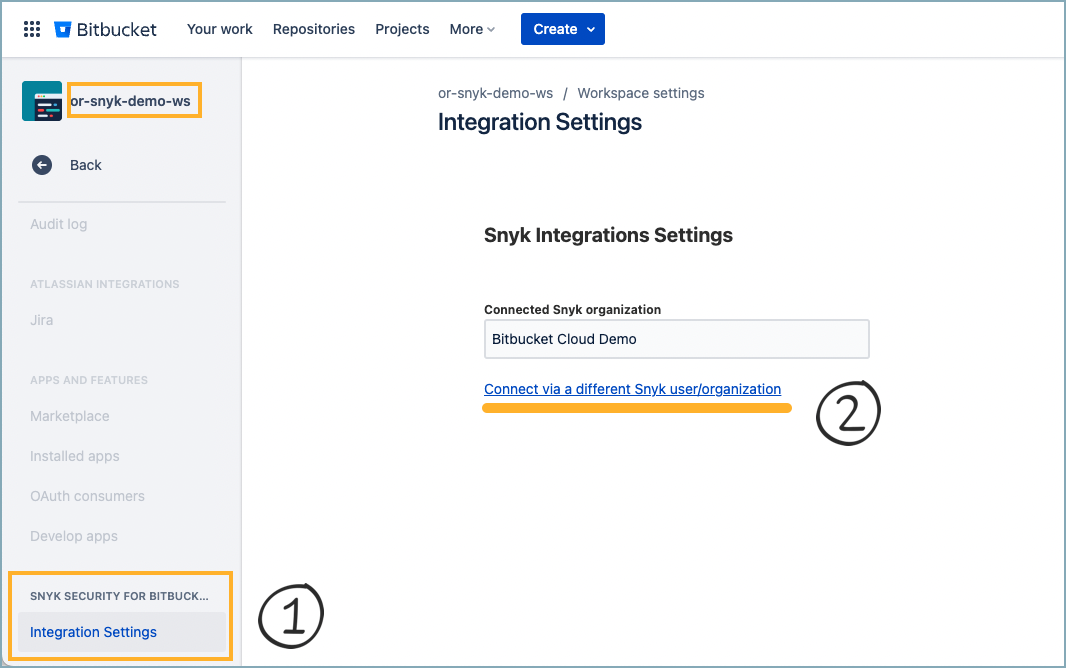 Bitbucket Your work Repositories Projects More Create
or-snyk-demo-ws
Back
Audit log
ATLASSIAN INTEGRATIONS
Jira
APPS AND FEATURES
Marketplace
Installed apps
OAuth consumers
Develop apps
SNYK SECURITY FOR BITBUCK...
Integration Settings
1
or-snyk-demo-ws / Workspace settings
Integration Settings
Snyk Integrations Settings
Connected Snyk organization
Bitbucket Cloud Demo
Connect via a different Snyk user/organization
2